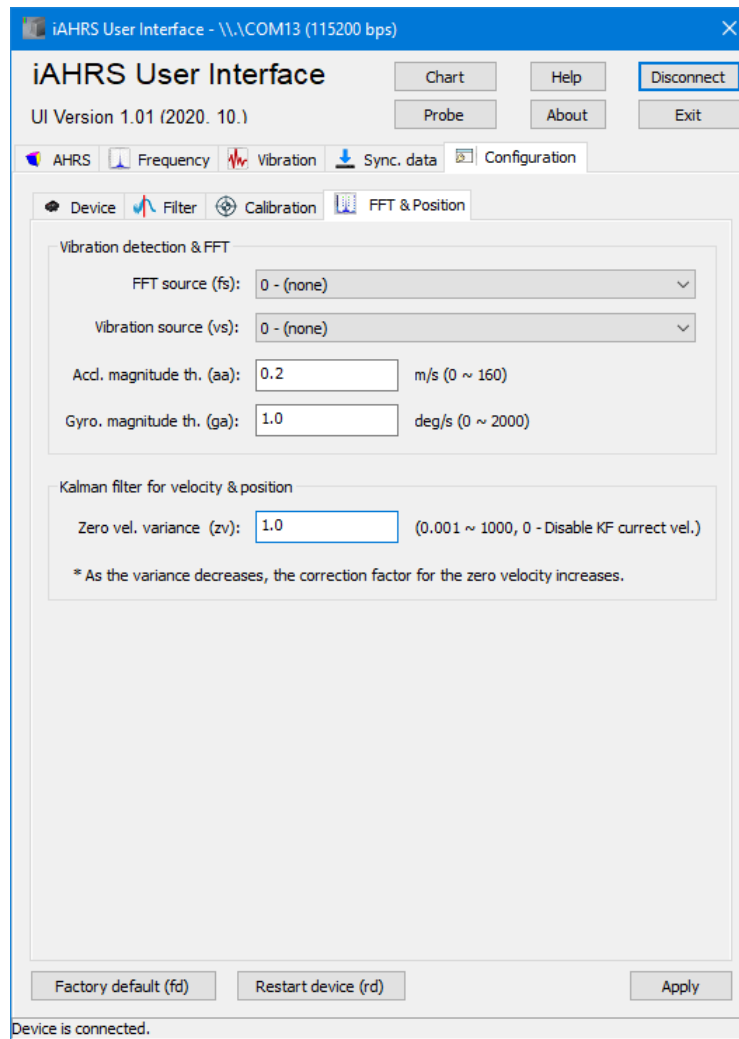 iAHRS User Interface - \\.\COM13 (115200 bps)
iAHRS User Interface
Chart
Help
Disconnect
UI Version 1.01 (2020. 10.)
Probe
About
Exit
AHRS
Frequency
Vibration
Sync. data
Configuration
Device
Filter
Calibration
FFT & Position
Vibration detection & FFT
FFT source (fs): 0 - (none)
Vibration source (vs): 0 - (none)
Accl. magnitude th. (aa): 0.2 m/s (0 ~ 160)
Gyro. magnitude th. (ga): 1.0 deg/s (0 ~ 2000)
Kalman filter for velocity & position
Zero vel. variance (zv): 1.0 (0.001 ~ 1000, 0 - Disable KF currect vel.)
* As the variance decreases, the correction factor for the zero velocity increases.
Factory default (fd)
Restart device (rd)
Apply
Device is connected.